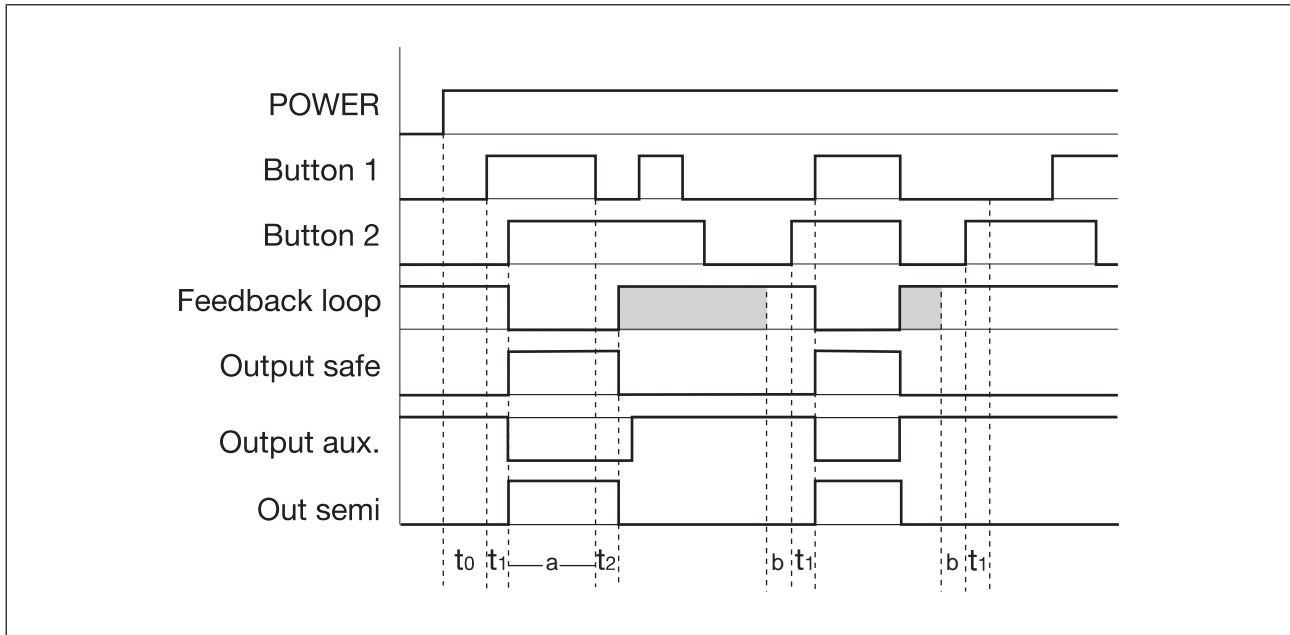 POWER
Button 1
Button 2
Feedback loop
Output safe
Output aux.
Out semi
t0 t1 a t2 b t1 b t1